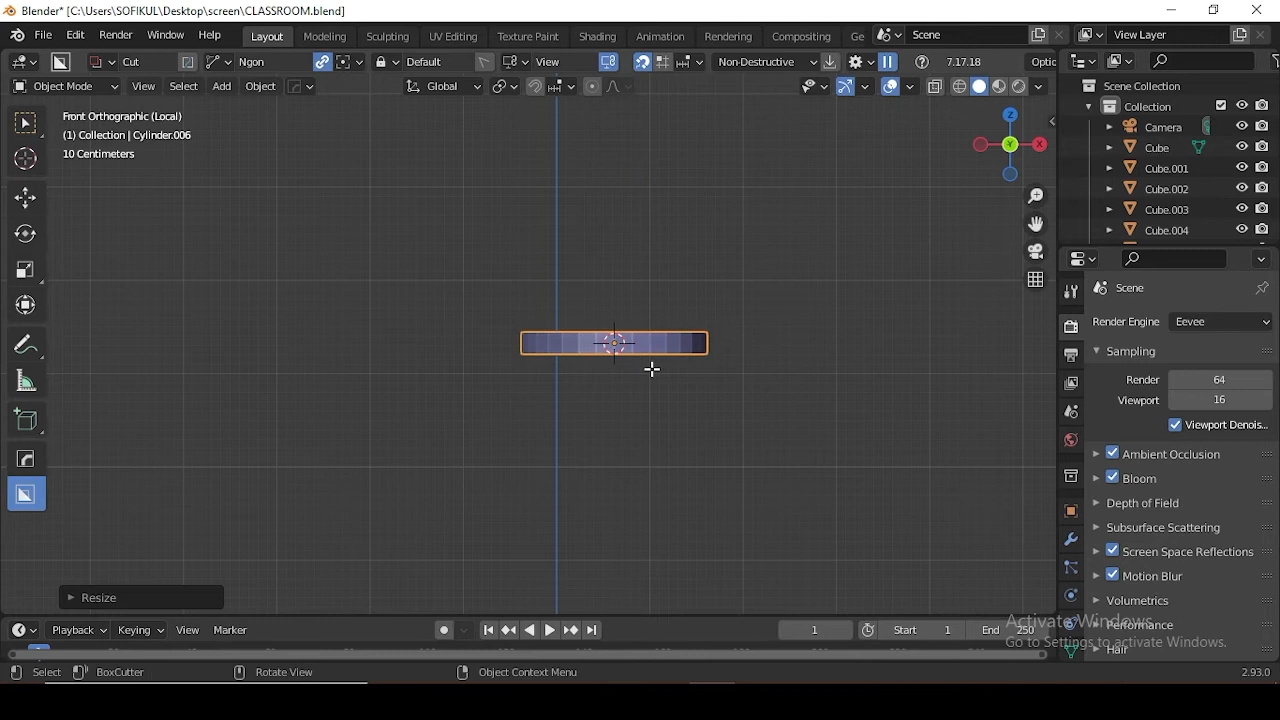 Blender* [C:\Users\SOFIKUL\Desktop\screen\CLASSROOM.blend]
File Edit Render Window Help Layout Modeling Sculpting UV Editing Texture Paint Shading Animation Rendering Compositing Ge Scene View Layer
Cut Ngon Default View Non-Destructive 7.17.18 Optic
Object Mode View Select Add Object Global
Scene Collection
Collection
Camera
Cube
Cube.001
Cube.002
Cube.003
Cube.004
Front Orthographic (Local)
(1) Collection | Cylinder.006
10 Centimeters
Z
Y
X
Scene
Render Engine Eevee
Sampling
Render 64
Viewport 16
Viewport Denois...
Ambient Occlusion
Bloom
Depth of Field
Subsurface Scattering
Screen Space Reflections
Motion Blur
Volumetrics
Performance
Hair
Resize
Activate Windows
Go to Settings to activate Windows.
Playback Keying View Marker 1 Start 1 End 250
Select BoxCutter Rotate View Object Context Menu 2.93.0